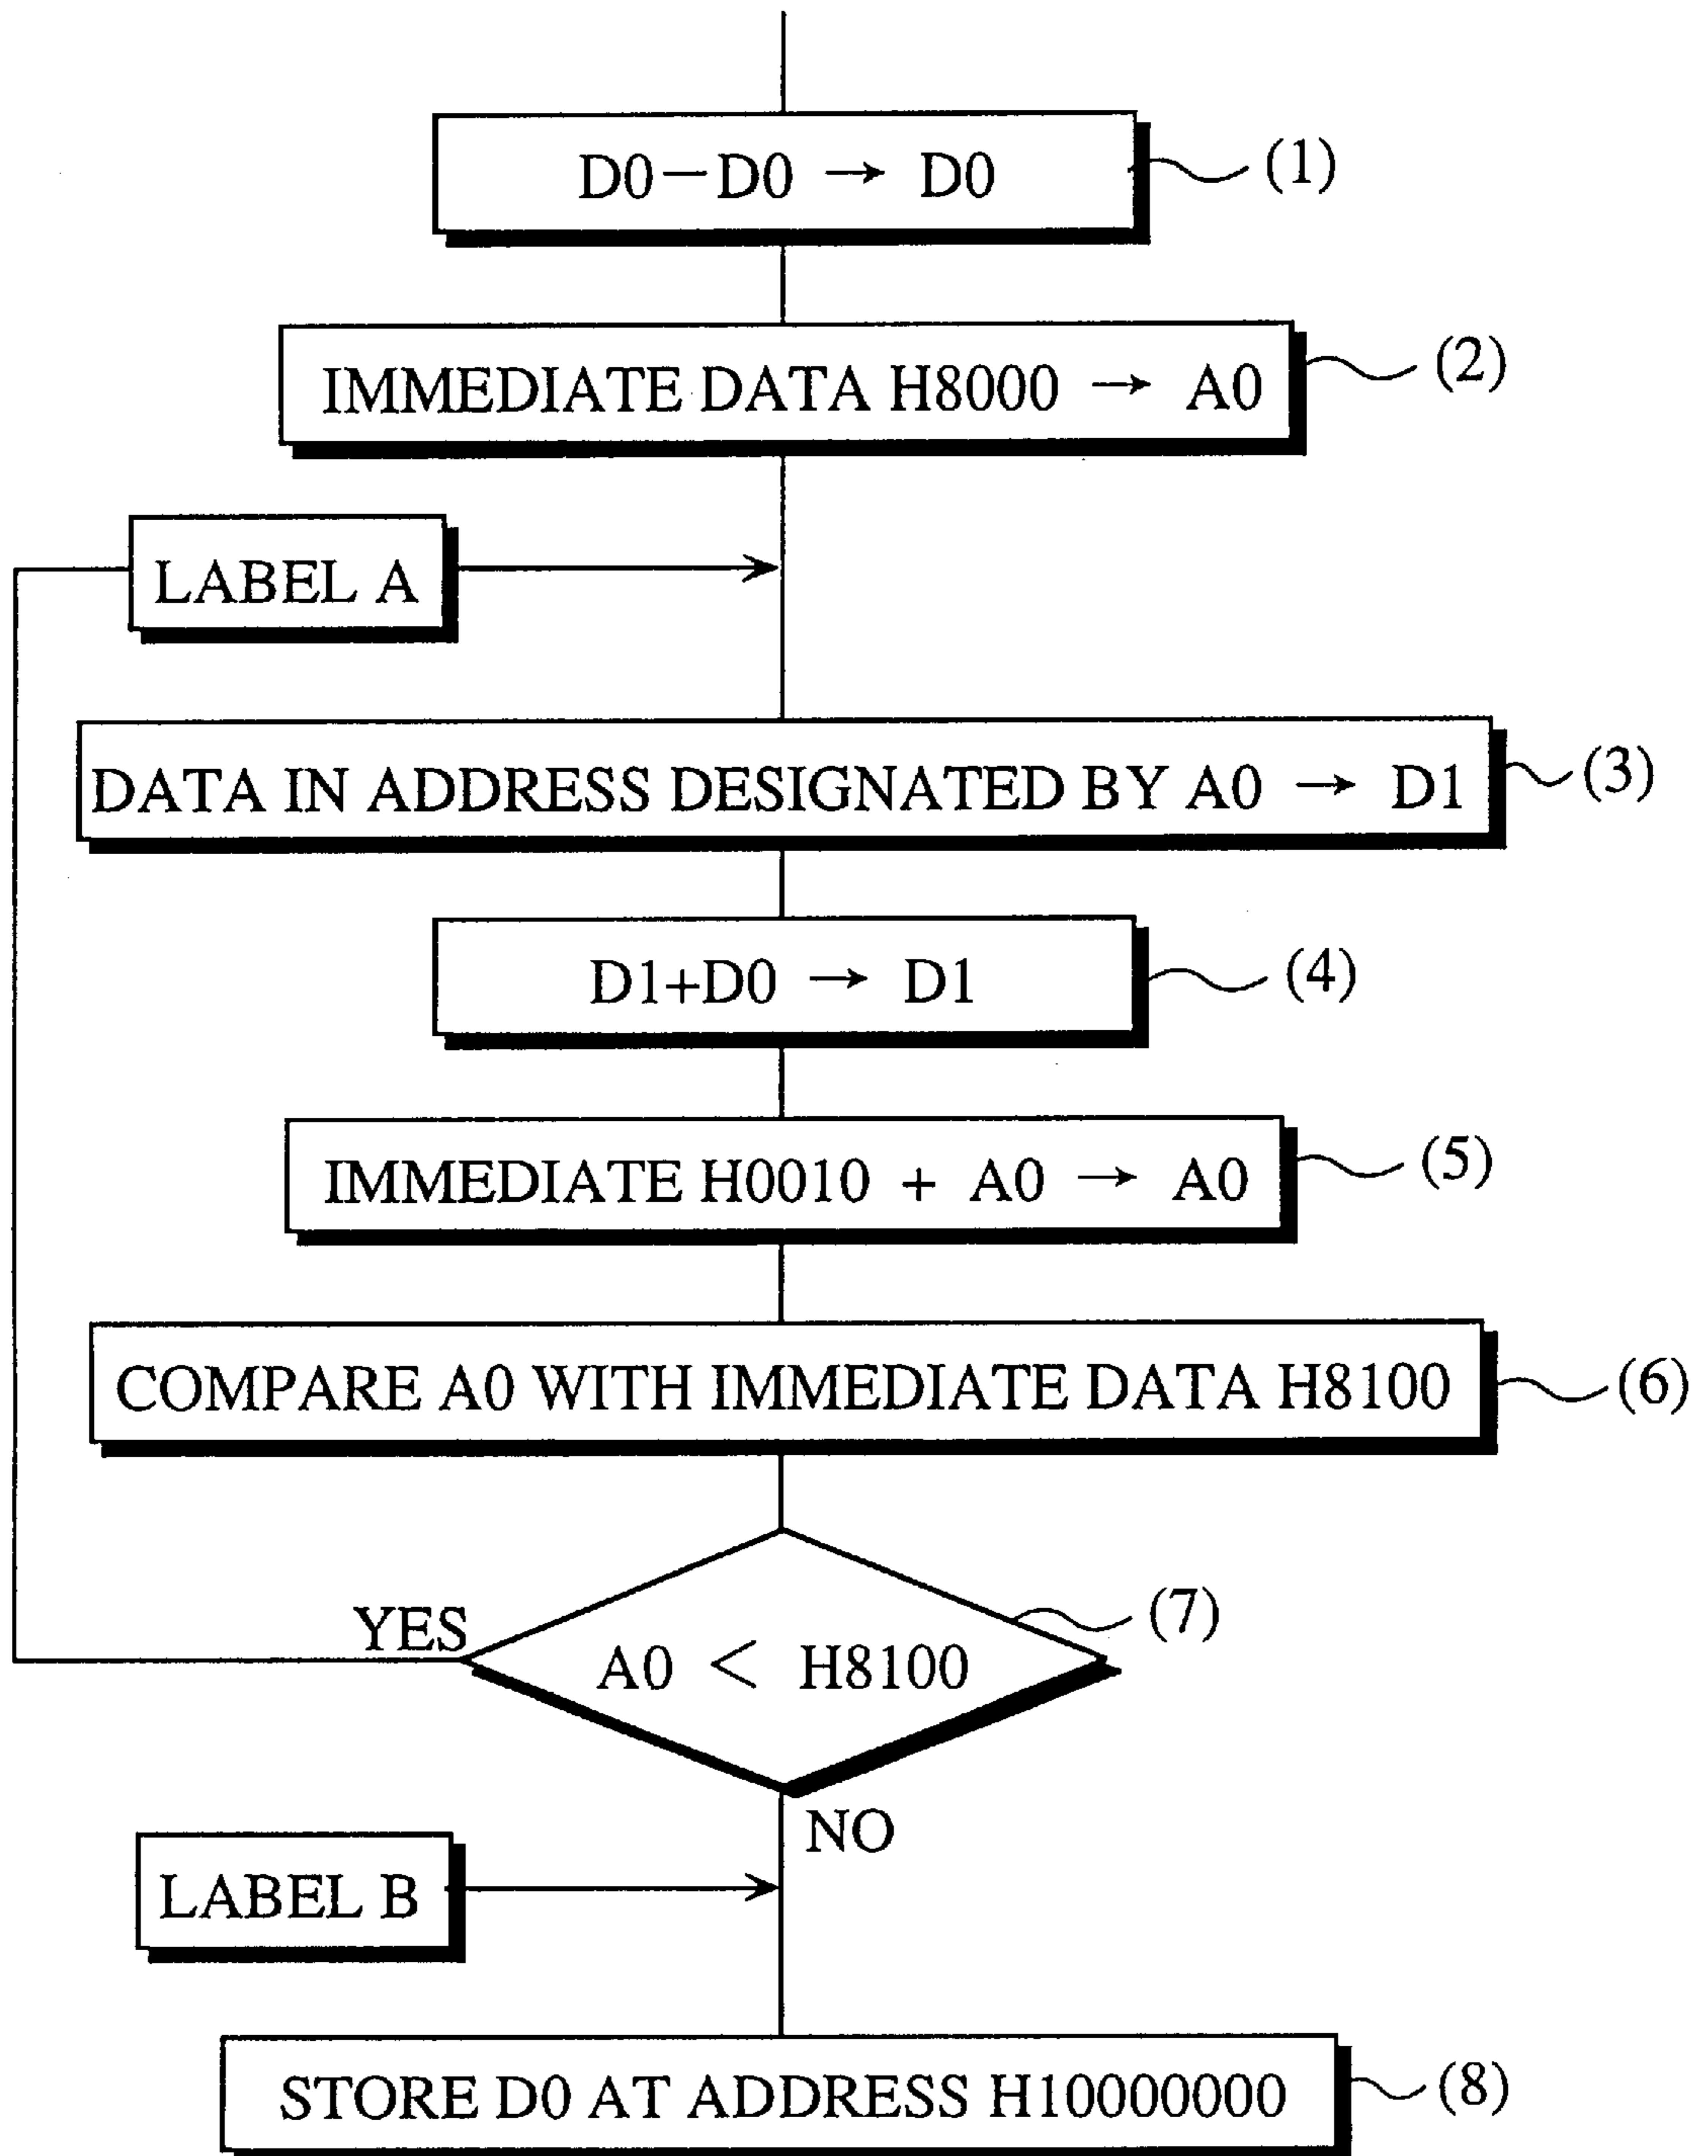 D0−D0 → D0
(1)
IMMEDIATE DATA H8000 → A0
(2)
LABEL A
DATA IN ADDRESS DESIGNATED BY A0 → D1
(3)
D1+D0 → D1
(4)
IMMEDIATE H0010 + A0 → A0
(5)
COMPARE A0 WITH IMMEDIATE DATA H8100
(6)
YES
A0 < H8100
(7)
NO
LABEL B
STORE D0 AT ADDRESS H10000000
(8)